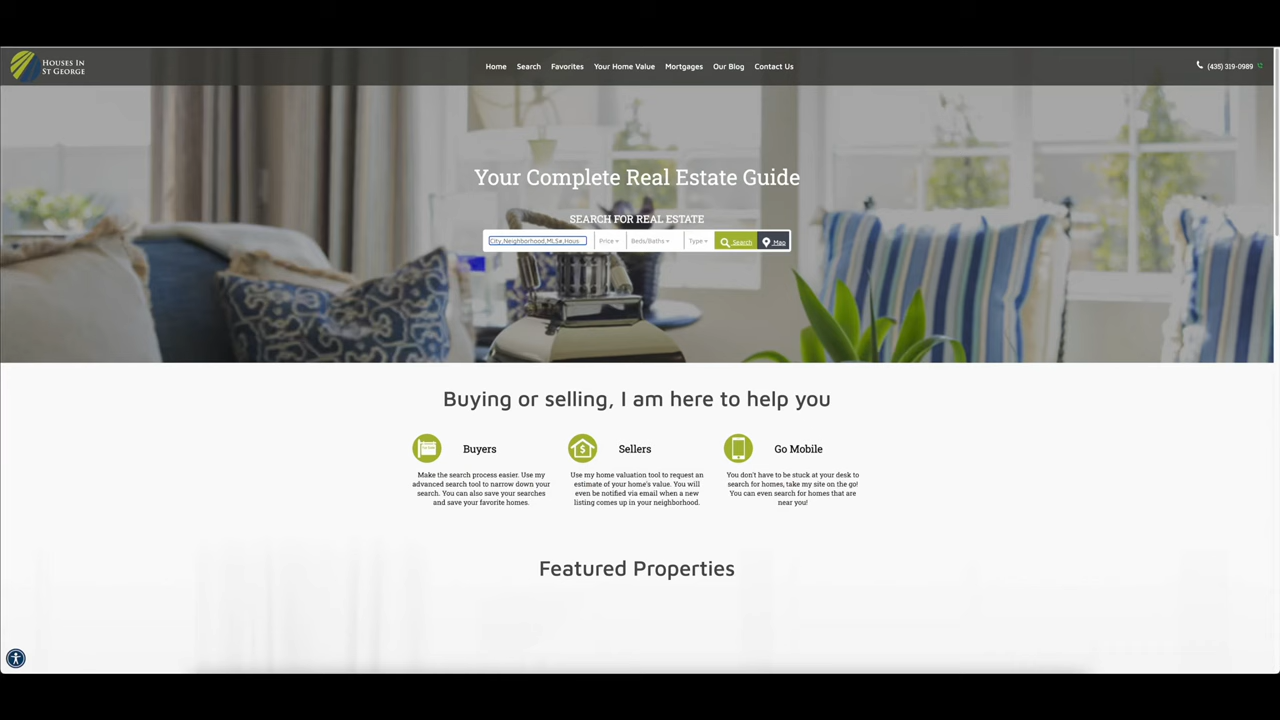 HOUSES IN
ST GEORGE
Home Search Favorites Your Home Value Mortgages Our Blog Contact Us
(435) 319-0989
Your Complete Real Estate Guide
SEARCH FOR REAL ESTATE
City,Neighborhood,MLS#,Hous Price Beds/Baths Type Search Map
Buying or selling, I am here to help you
Buyers
Make the search process easier. Use my
advanced search tool to narrow down your
search. You can also save your searches
and save your favorite homes.
Sellers
Use my home valuation tool to request an
estimate of your home's value. You will
even be notified via email when a new
listing comes up in your neighborhood.
Go Mobile
You don't have to be stuck at your desk to
search for homes, take my site on the go!
You can even search for homes that are
near you!
Featured Properties